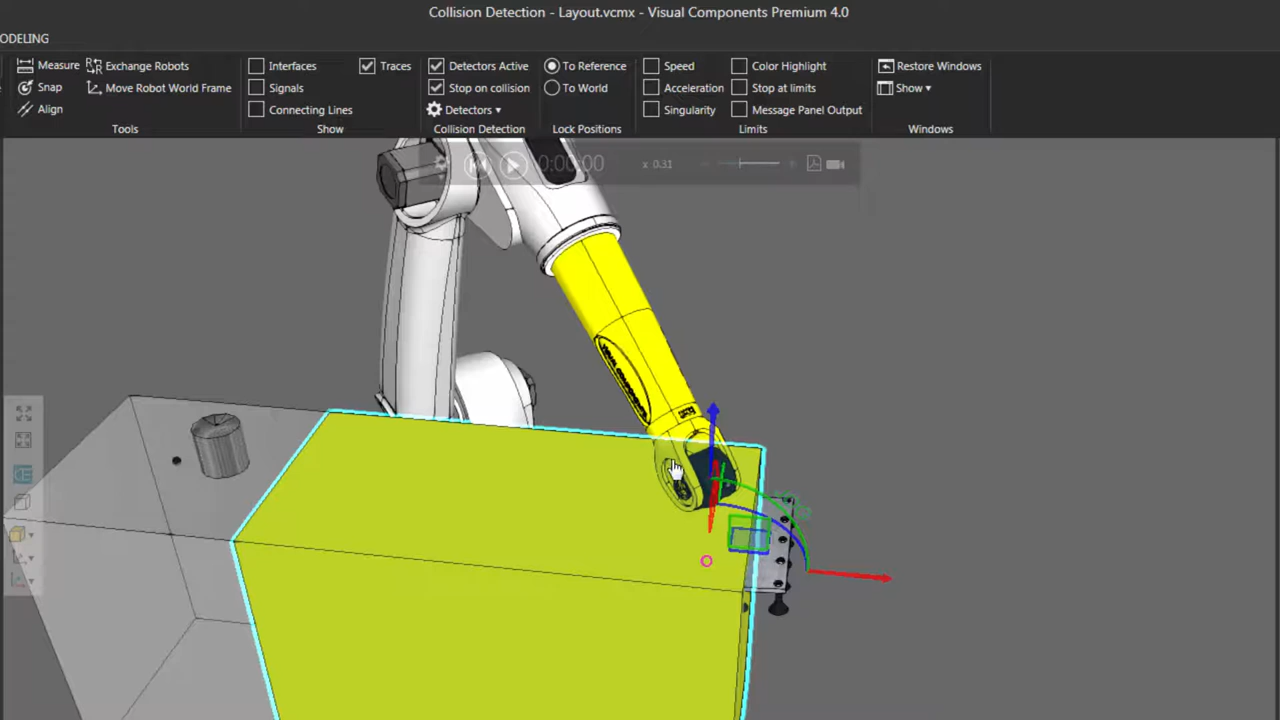 Collision Detection - Layout.vcmx - Visual Components Premium 4.0
ODELING
Measure Exchange Robots Interfaces Traces Detectors Active To Reference Speed Color Highlight Restore Windows
Snap Move Robot World Frame Signals Stop on collision To World Acceleration Stop at limits Show
Align Connecting Lines Detectors Singularity Message Panel Output
Tools Show Collision Detection Lock Positions Limits Windows
0:00:00 x 0.31
VISUAL COMPONENTS